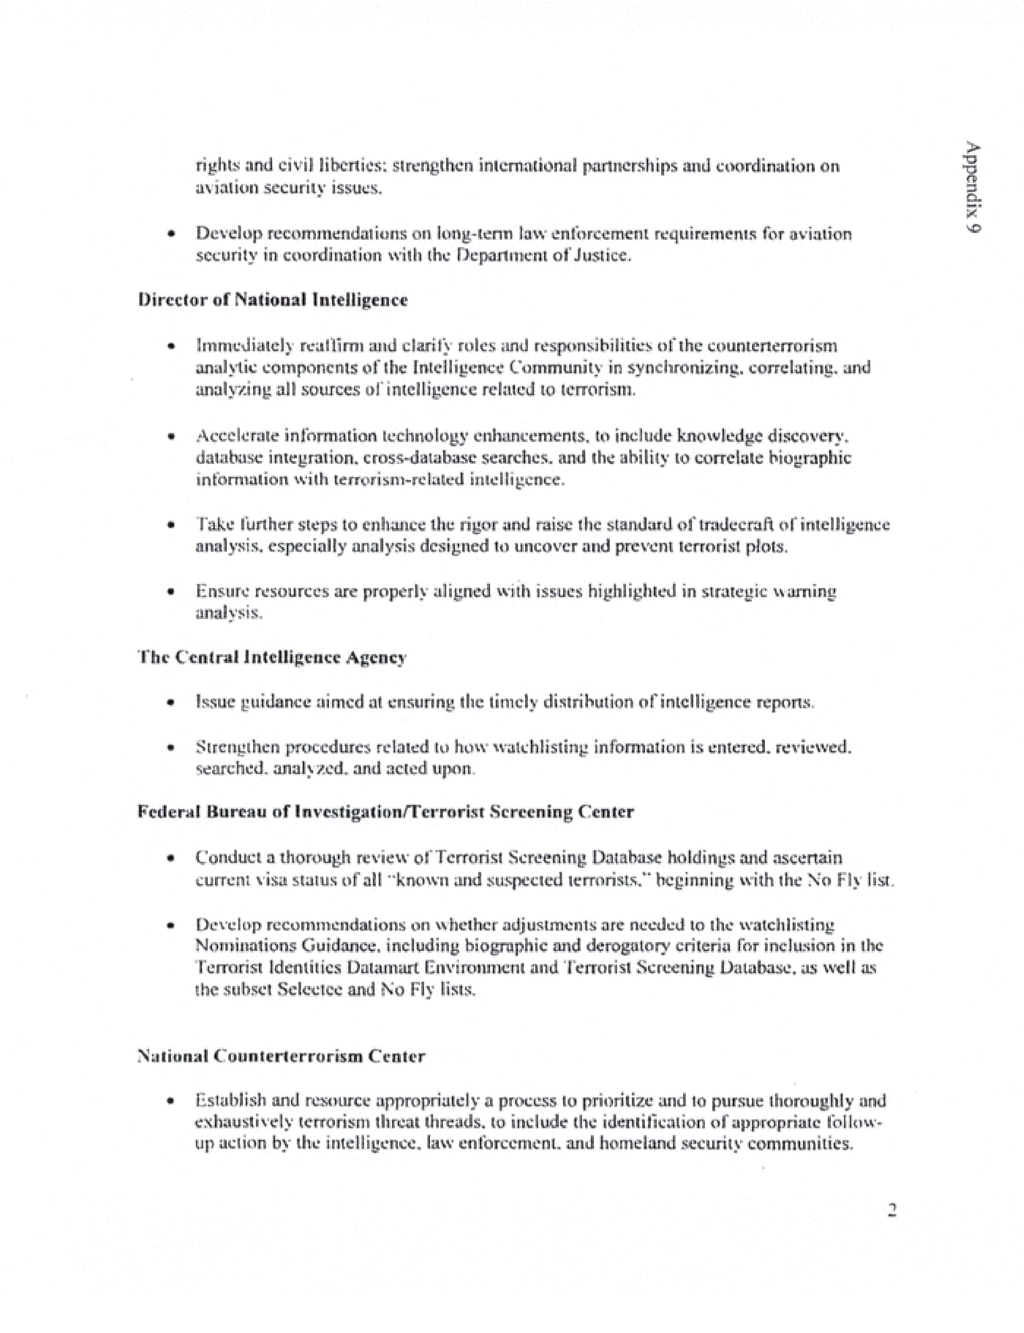 Appendix 9
rights and civil liberties; strengthen international partnerships and coordination on
aviation security issues.
• Develop recommendations on long-term law enforcement requirements for aviation
security in coordination with the Department of Justice.
Director of National Intelligence
• Immediately reaffirm and clarify roles and responsibilities of the counterterrorism
analytic components of the Intelligence Community in synchronizing, correlating, and
analyzing all sources of intelligence related to terrorism.
• Accelerate information technology enhancements, to include knowledge discovery,
database integration, cross-database searches, and the ability to correlate biographic
information with terrorism-related intelligence.
• Take further steps to enhance the rigor and raise the standard of tradecraft of intelligence
analysis, especially analysis designed to uncover and prevent terrorist plots.
• Ensure resources are properly aligned with issues highlighted in strategic warning
analysis.
The Central Intelligence Agency
• Issue guidance aimed at ensuring the timely distribution of intelligence reports.
• Strengthen procedures related to how watchlisting information is entered, reviewed,
searched, analyzed, and acted upon.
Federal Bureau of Investigation/Terrorist Screening Center
• Conduct a thorough review of Terrorist Screening Database holdings and ascertain
current visa status of all "known and suspected terrorists," beginning with the No Fly list.
• Develop recommendations on whether adjustments are needed to the watchlisting
Nominations Guidance, including biographic and derogatory criteria for inclusion in the
Terrorist Identities Datamart Environment and Terrorist Screening Database, as well as
the subset Selectee and No Fly lists.
National Counterterrorism Center
• Establish and resource appropriately a process to prioritize and to pursue thoroughly and
exhaustively terrorism threat threads, to include the identification of appropriate follow-
up action by the intelligence, law enforcement, and homeland security communities.
2